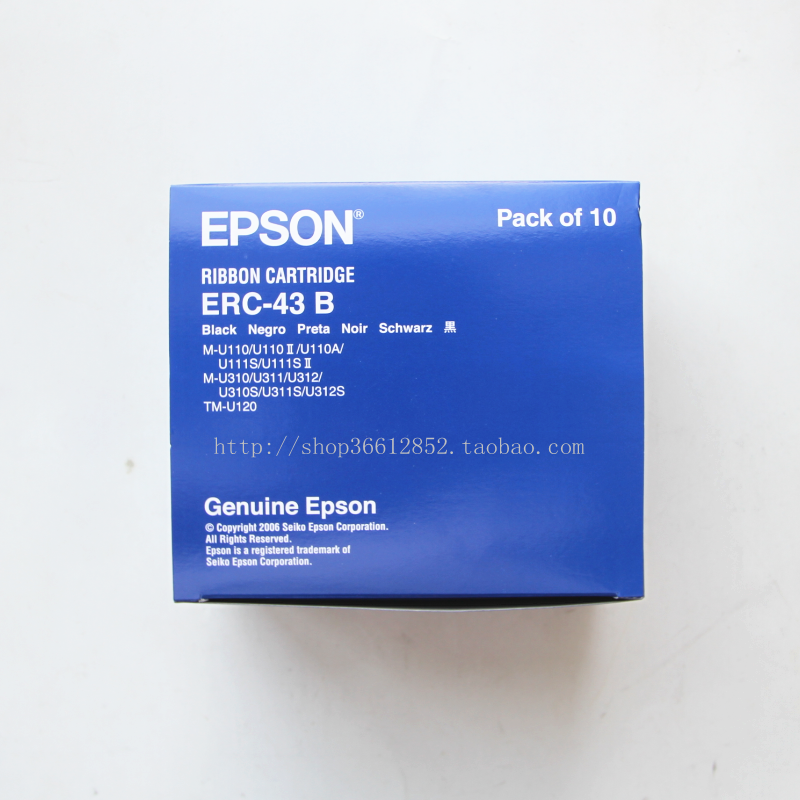 EPSON®
Pack of 10
RIBBON CARTRIDGE
ERC-43 B
Black Negro Preta Noir Schwarz 黒
M-U110/U110Ⅱ/U110A/
U111S/U111SⅡ
M-U310/U311/U312/
U310S/U311S/U312S
TM-U120
http://shop36612852.taobao.com
Genuine Epson
© Copyright 2006 Seiko Epson Corporation.
All Rights Reserved.
Epson is a registered trademark of
Seiko Epson Corporation.